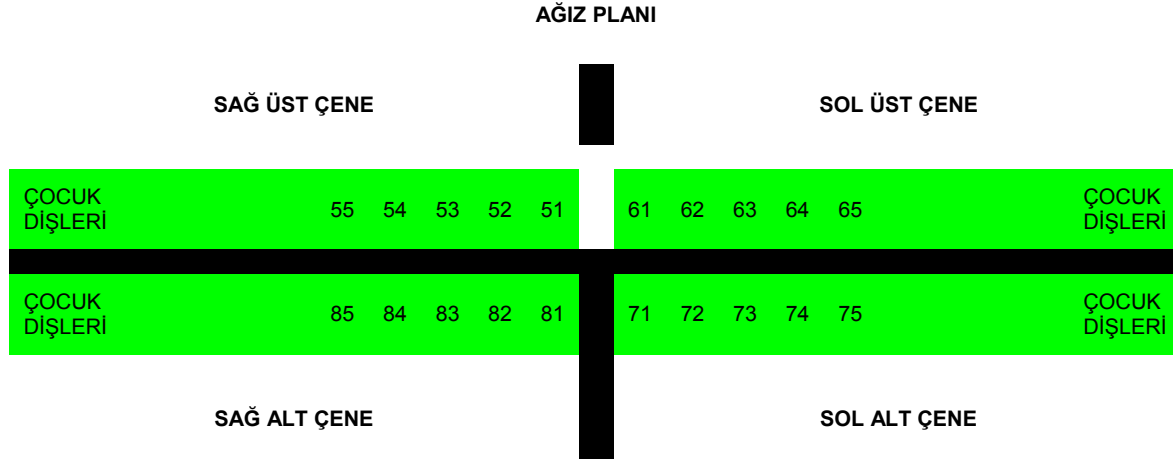 AĞIZ PLANI
SAĞ ÜST ÇENE
SOL ÜST ÇENE
ÇOCUK
DİŞLERİ
55 54 53 52 51
61 62 63 64 65
ÇOCUK
DİŞLERİ
ÇOCUK
DİŞLERİ
85 84 83 82 81
71 72 73 74 75
ÇOCUK
DİŞLERİ
SAĞ ALT ÇENE
SOL ALT ÇENE